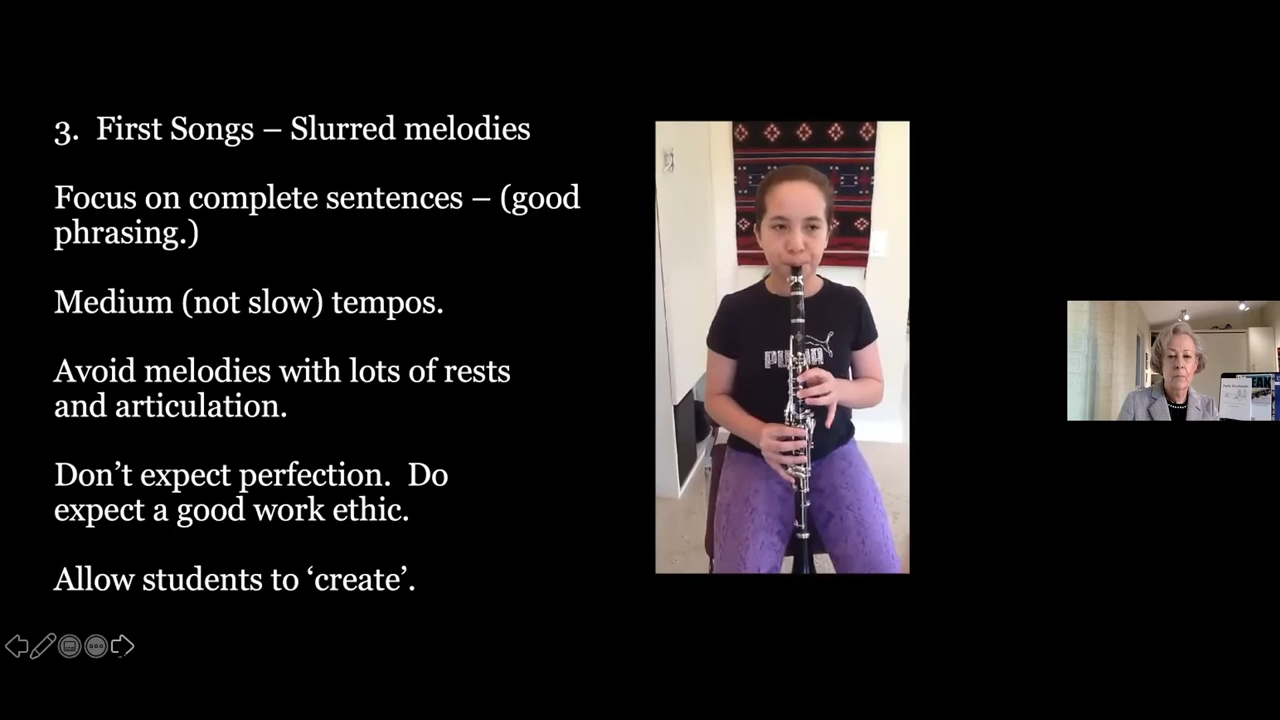 3. First Songs – Slurred melodies
Focus on complete sentences – (good
phrasing.)
Medium (not slow) tempos.
Avoid melodies with lots of rests
and articulation.
Don’t expect perfection. Do
expect a good work ethic.
Allow students to ‘create’.
PUMA